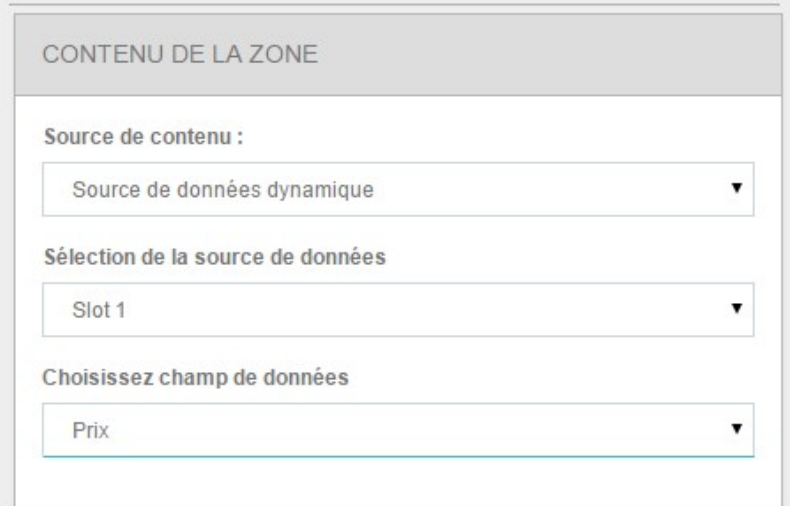 CONTENU DE LA ZONE
Source de contenu :
Source de données dynamique
Sélection de la source de données
Slot 1
Choisissez champ de données
Prix